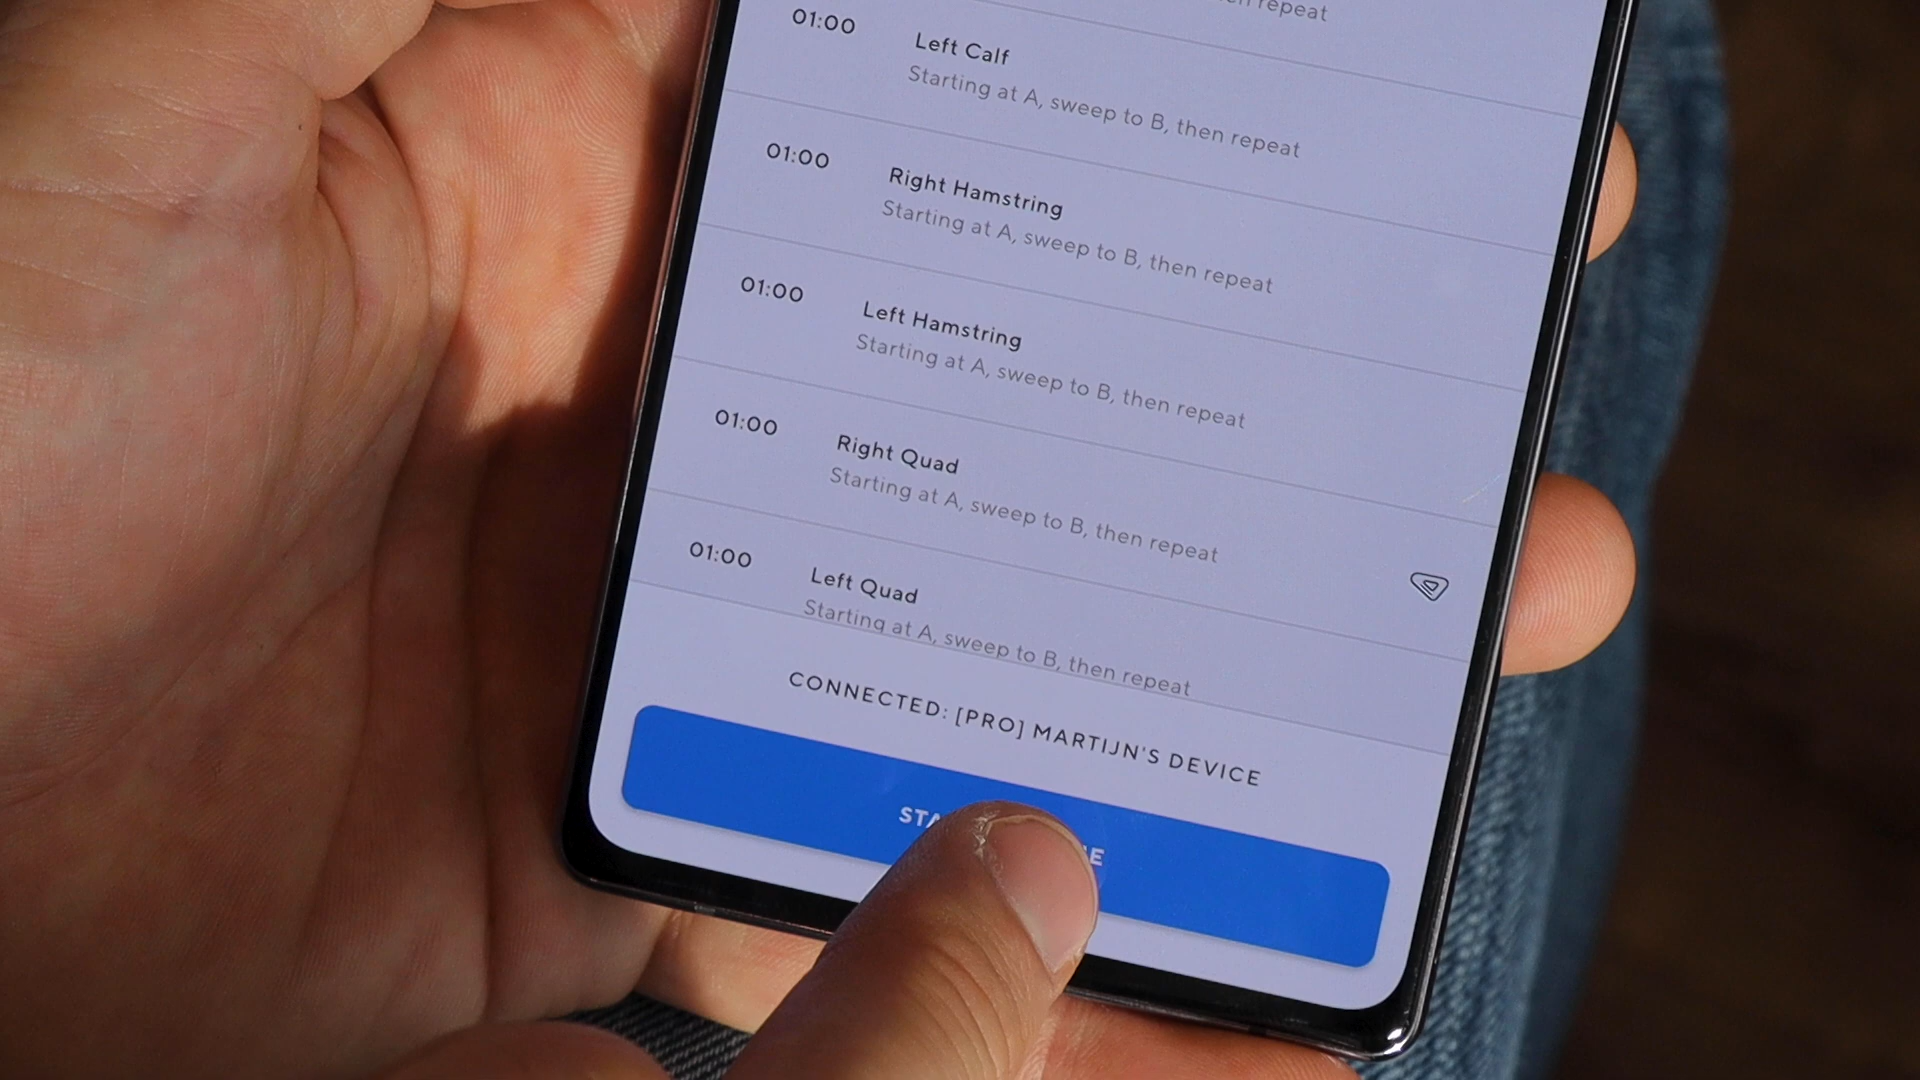 repeat
01:00
Left Calf
Starting at A, sweep to B, then repeat
01:00
Right Hamstring
Starting at A, sweep to B, then repeat
01:00
Left Hamstring
Starting at A, sweep to B, then repeat
01:00
Right Quad
Starting at A, sweep to B, then repeat
01:00
Left Quad
Starting at A, sweep to B, then repeat
CONNECTED: [PRO] MARTIJN'S DEVICE